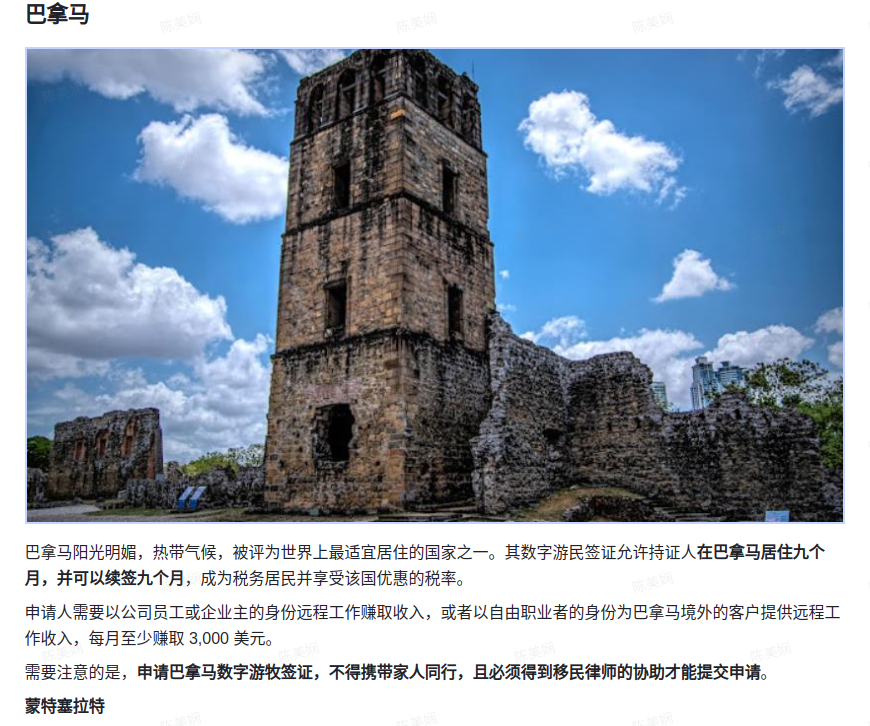 巴拿马
巴拿马阳光明媚，热带气候，被评为世界上最适宜居住的国家之一。其数字游民签证允许持证人在巴拿马居住九个
月，并可以续签九个月，成为税务居民并享受该国优惠的税率。
申请人需要以公司员工或企业主的身份远程工作赚取收入，或者以自由职业者的身份为巴拿马境外的客户提供远程工
作收入，每月至少赚取 3,000 美元。
需要注意的是，申请巴拿马数字游牧签证，不得携带家人同行，且必须得到移民律师的协助才能提交申请。
蒙特塞拉特